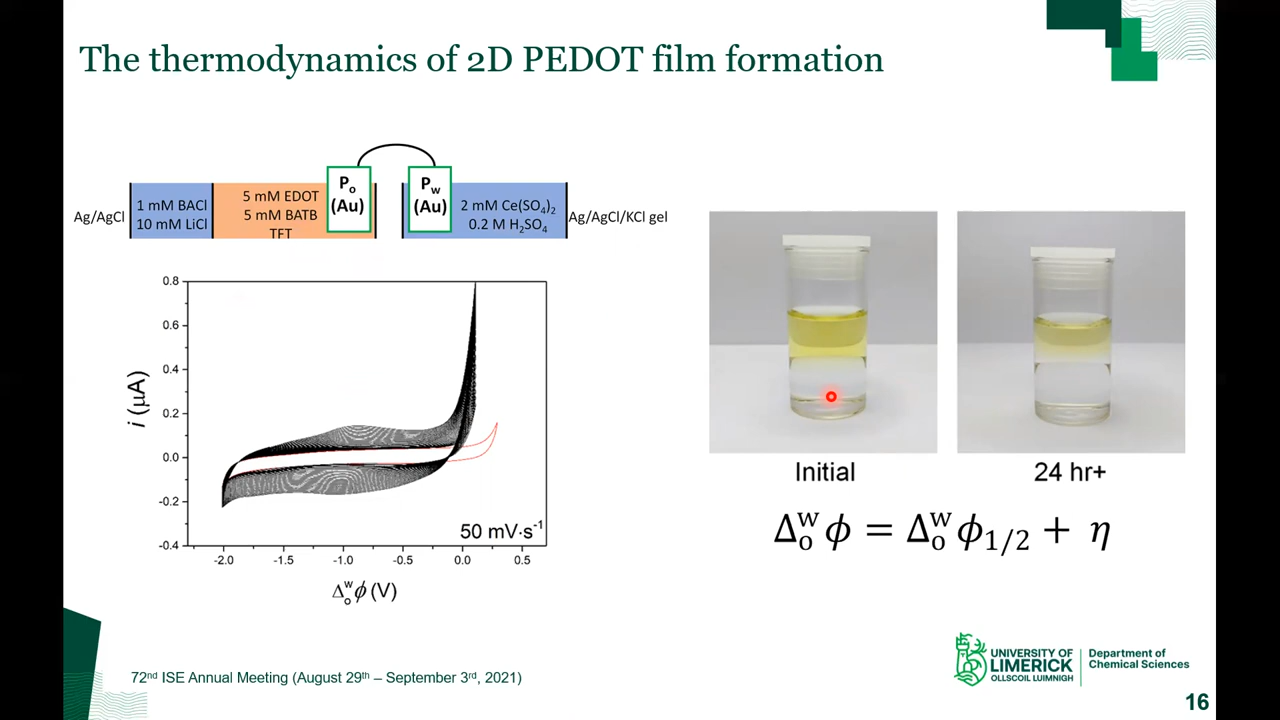 The thermodynamics of 2D PEDOT film formation
Ag/AgCl
1 mM BACl
10 mM LiCl
5 mM EDOT
5 mM BATB
TFT
Pₒ
(Au)
P_w
(Au)
2 mM Ce(SO₄)₂
0.2 M H₂SO₄
Ag/AgCl/KCl gel
0.8
0.6
0.4
0.2
0.0
-0.2
-0.4
i (μA)
50 mV·s⁻¹
-2.0 -1.5 -1.0 -0.5 0.0 0.5
Δₒʷϕ (V)
Initial
24 hr+
Δₒʷϕ = Δₒʷϕ₁/₂ + η
72ⁿᵈ ISE Annual Meeting (August 29ᵗʰ – September 3ʳᵈ, 2021)
UNIVERSITY OF
LIMERICK
OLLSCOIL LUIMNIGH
Department of
Chemical Sciences
16